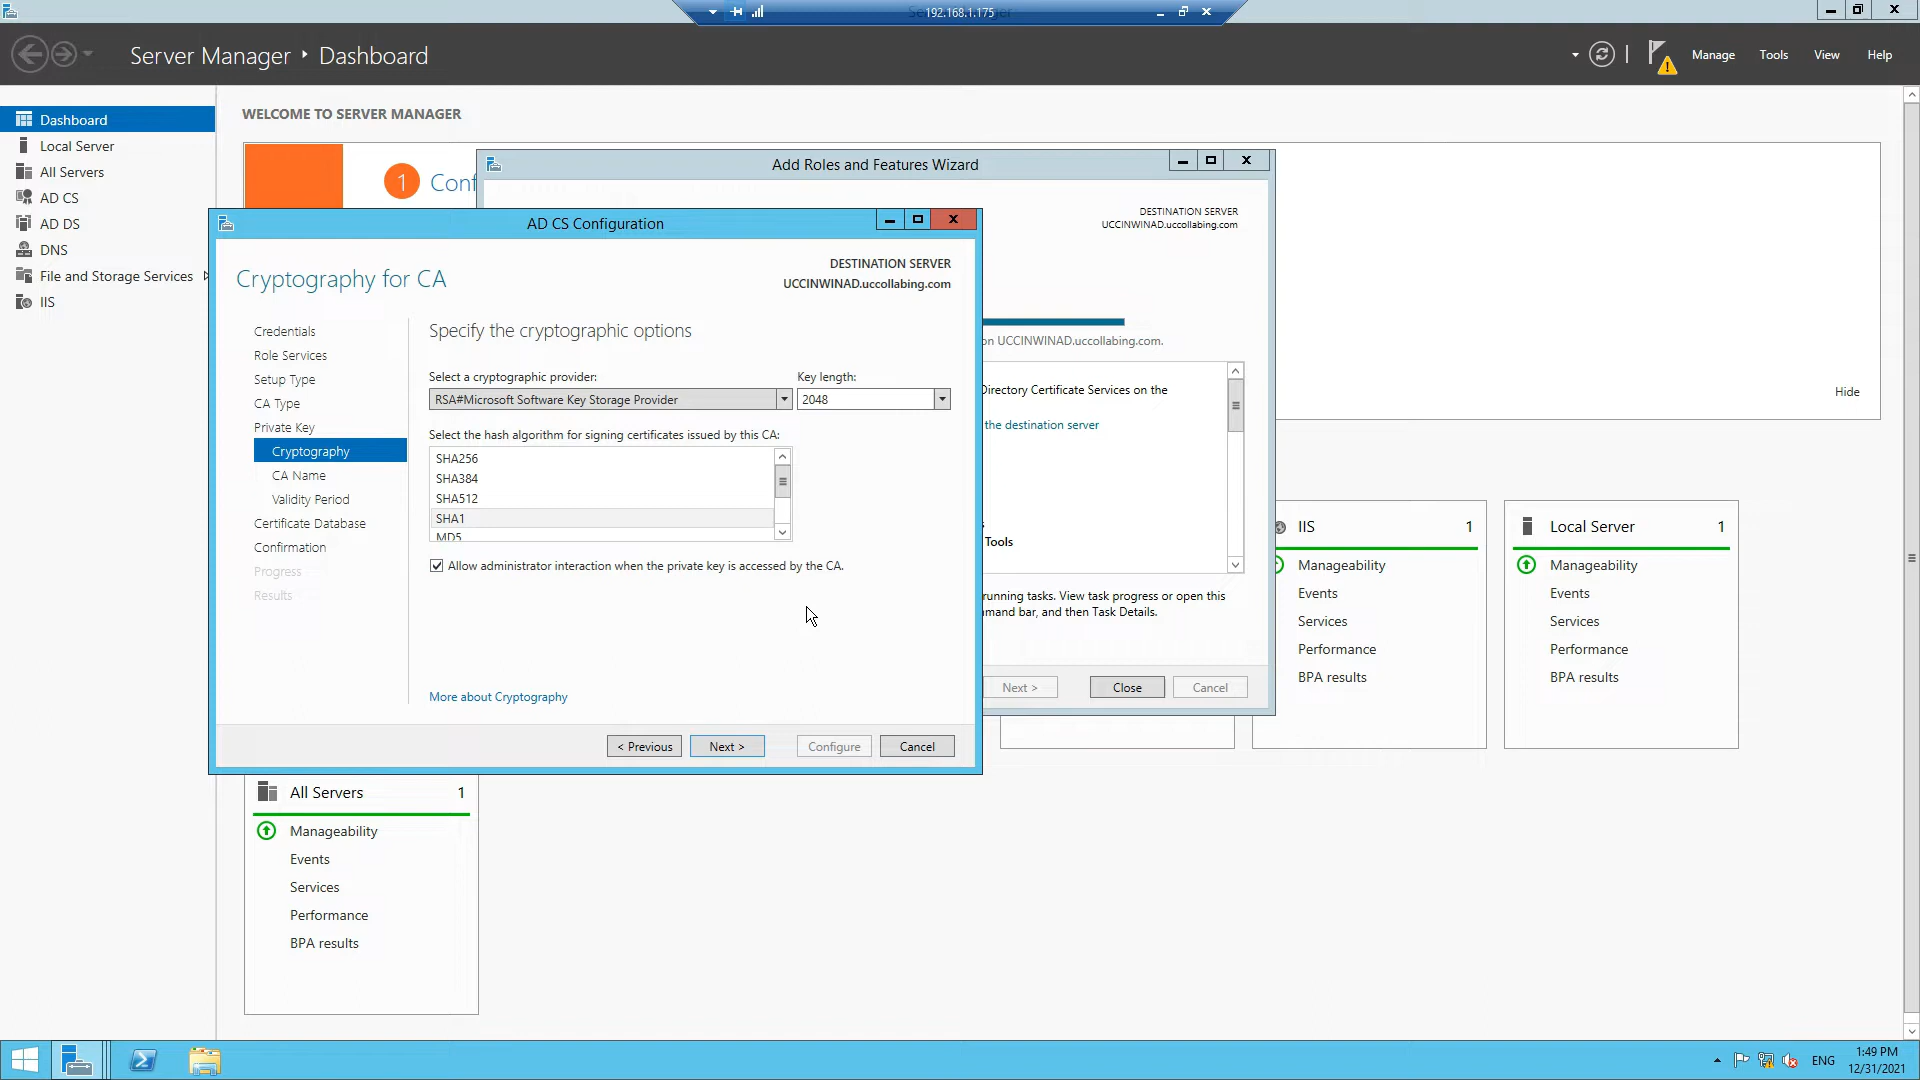 192.168.1.175
Server Manager
Dashboard
Manage
Tools
View
Help
Dashboard
Local Server
All Servers
AD CS
AD DS
DNS
File and Storage Services
IIS
WELCOME TO SERVER MANAGER
1
Conf
Add Roles and Features Wizard
DESTINATION SERVER
UCCINWINAD.uccollabing.com
on UCCINWINAD.uccollabing.com.
Directory Certificate Services on the
the destination server
Tools
running tasks. View task progress or open this
mmand bar, and then Task Details.
Next >
Close
Cancel
Hide
AD CS Configuration
Cryptography for CA
DESTINATION SERVER
UCCINWINAD.uccollabing.com
Credentials
Role Services
Setup Type
CA Type
Private Key
Cryptography
CA Name
Validity Period
Certificate Database
Confirmation
Progress
Results
Specify the cryptographic options
Select a cryptographic provider:
Key length:
RSA#Microsoft Software Key Storage Provider
2048
Select the hash algorithm for signing certificates issued by this CA:
SHA256
SHA384
SHA512
SHA1
MD5
Allow administrator interaction when the private key is accessed by the CA.
More about Cryptography
< Previous
Next >
Configure
Cancel
IIS
1
Manageability
Events
Services
Performance
BPA results
Local Server
1
Manageability
Events
Services
Performance
BPA results
All Servers
1
Manageability
Events
Services
Performance
BPA results
ENG
1:49 PM
12/31/2021